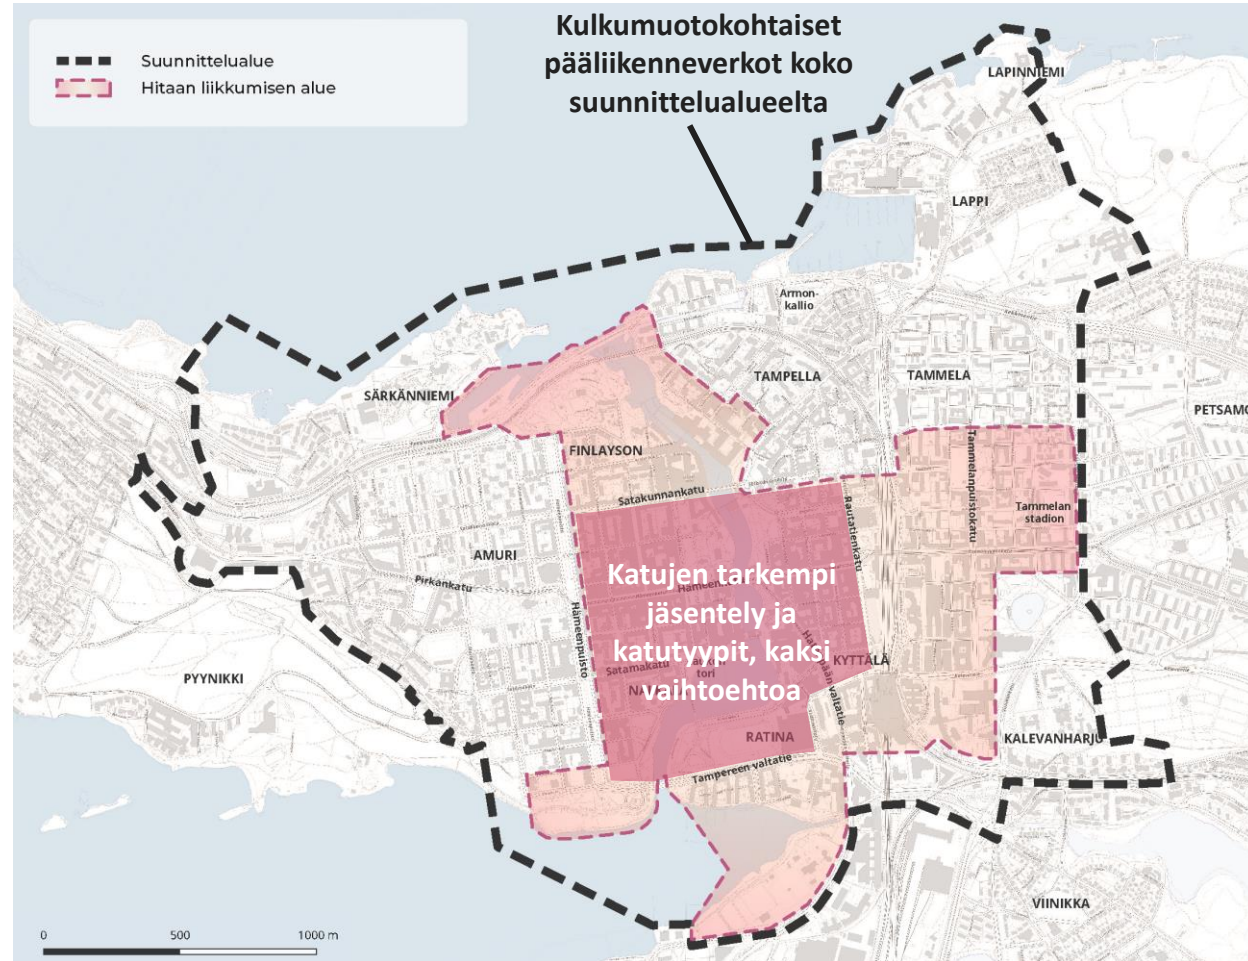 Suunnittelualue
Hitaan liikkumisen alue
Kulkumuotokohtaiset
pääliikenneverkot koko
suunnittelualueelta
LAPINNIEMI
LAPPI
Armon-
kallio
TAMPELLA
TAMMELA
PETSAMO
SÄRKÄNNIEMI
FINLAYSON
Satakunnankatu
Rautatienkatu
Tammelanpuistokatu
Tammelan
stadion
AMURI
Pirkankatu
Hämeenpuisto
Katujen tarkempi
jäsentely ja
katutyypit, kaksi
vaihtoehtoa
Satamakatu
tori
KYTTÄLÄ
valtatie
PYYNIKKI
RATINA
KALEVANHARJU
Tampereen valtatie
VIINIKKA
0 500 1000 m